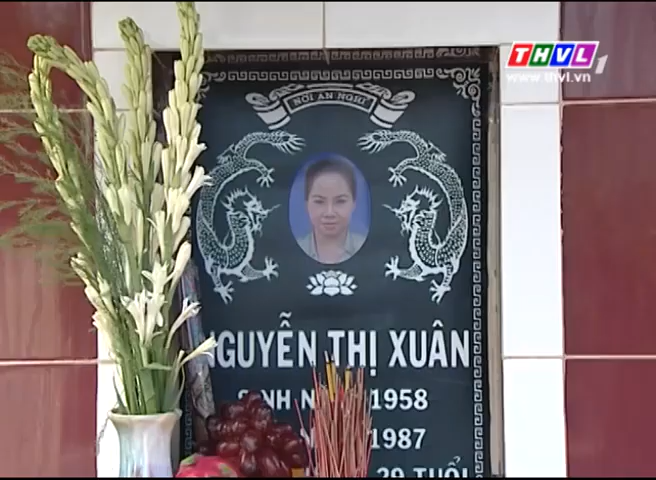 THVL1
www.thvl.vn
NƠI AN NGHỈ
NGUYỄN THỊ XUÂN
SINH 1958
1987
29 TUỔI